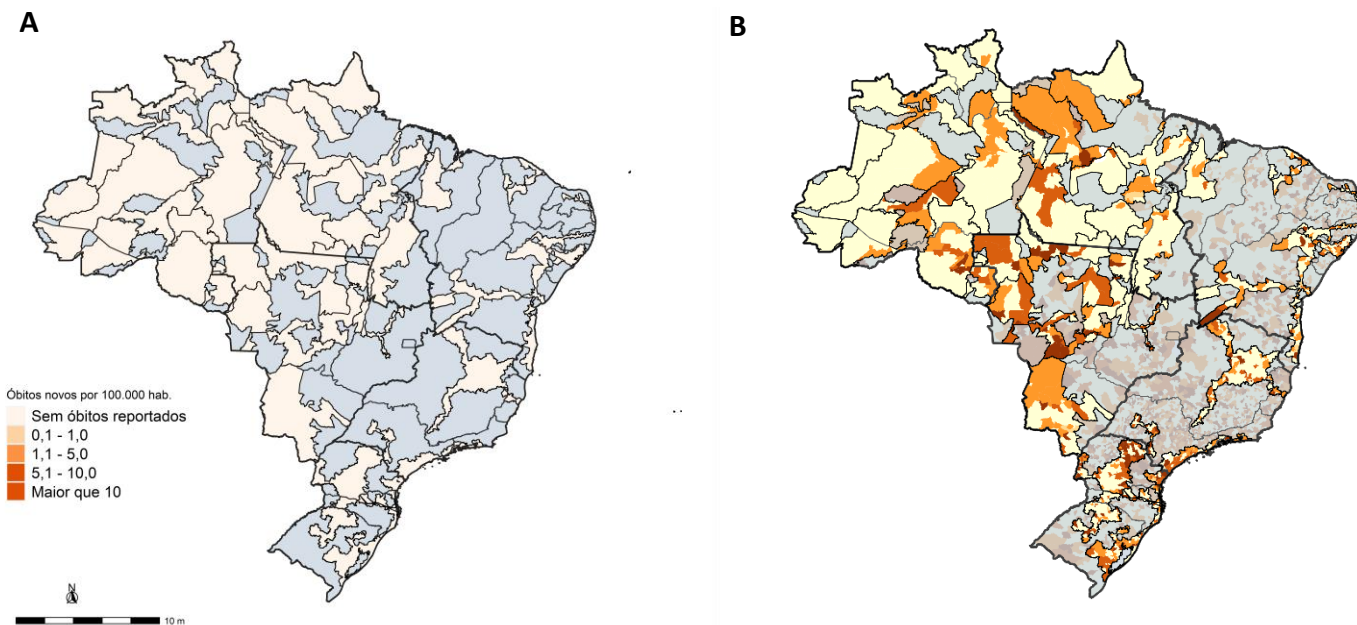 A
B
Óbitos novos por 100.000 hab.
Sem óbitos reportados
0,1 - 1,0
1,1 - 5,0
5,1 - 10,0
Maior que 10
N
10 m